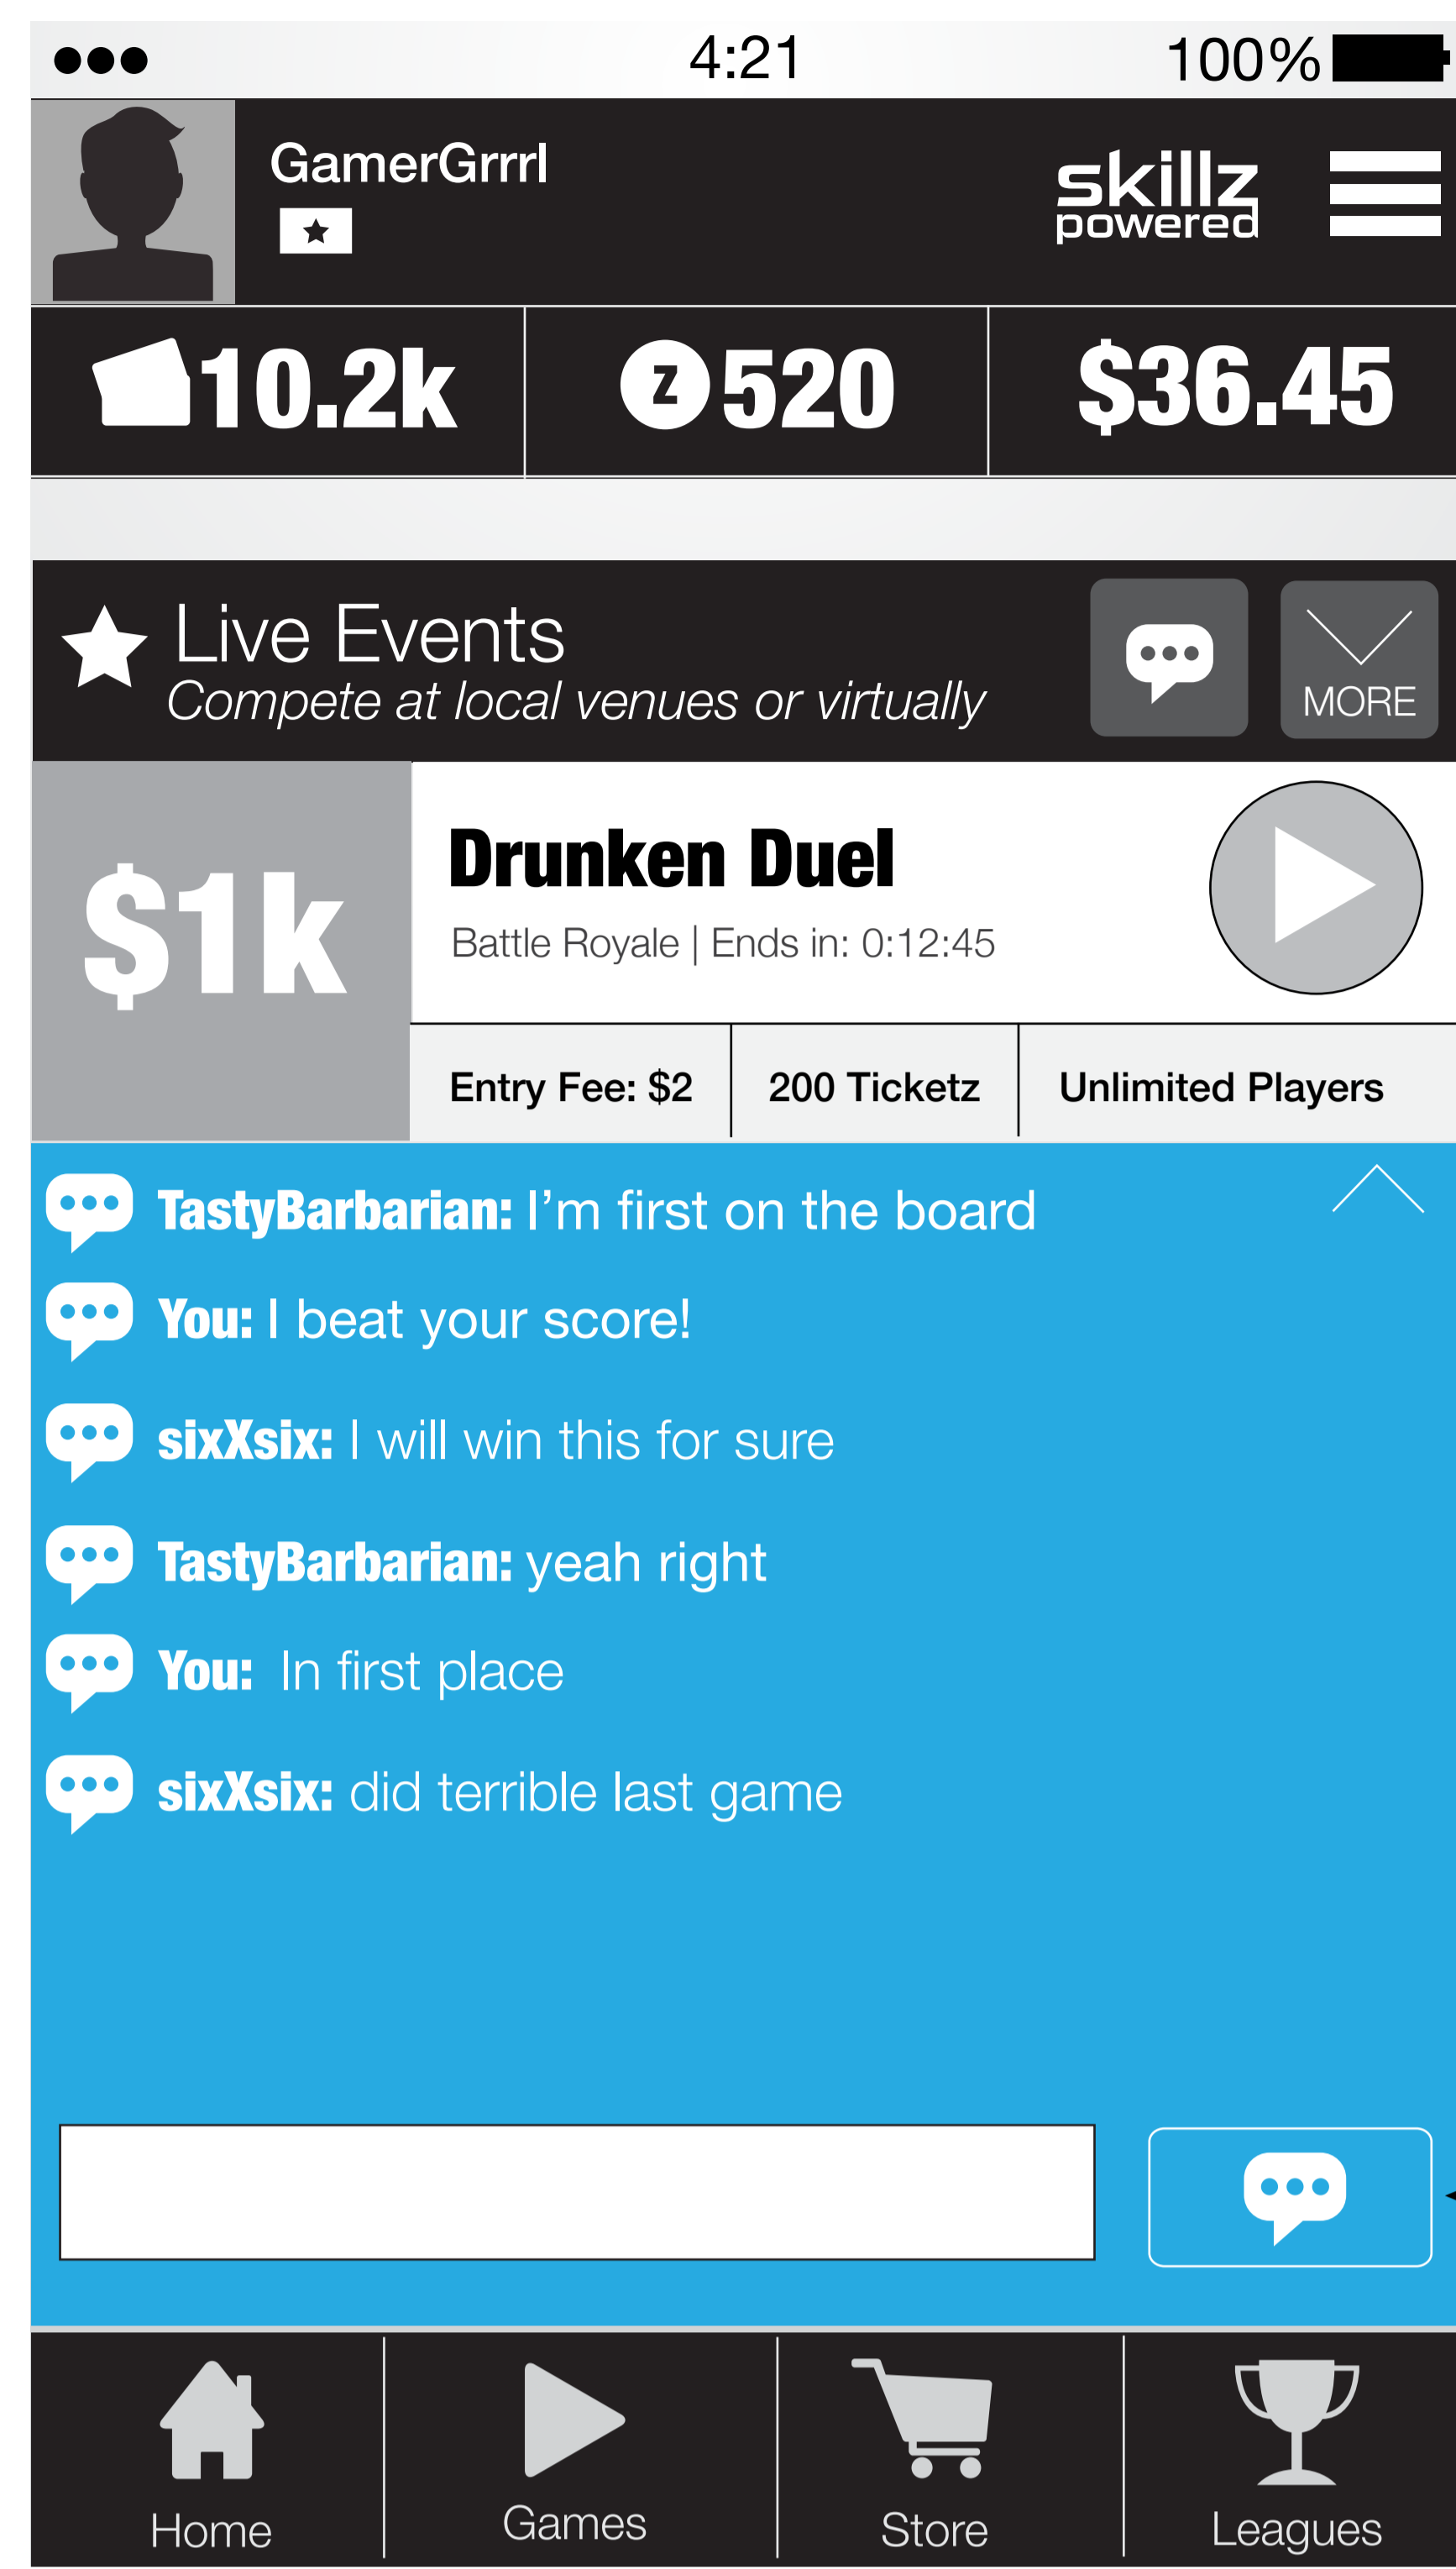 4:21
100%
GamerGrrrl
skillz
powered
10.2k
z 520
$36.45
Live Events
Compete at local venues or virtually
MORE
$1k
Drunken Duel
Battle Royale | Ends in: 0:12:45
Entry Fee: $2
200 Ticketz
Unlimited Players
TastyBarbarian: I’m first on the board
You: I beat your score!
sixXsix: I will win this for sure
TastyBarbarian: yeah right
You: In first place
sixXsix: did terrible last game
Home
Games
Store
Leagues